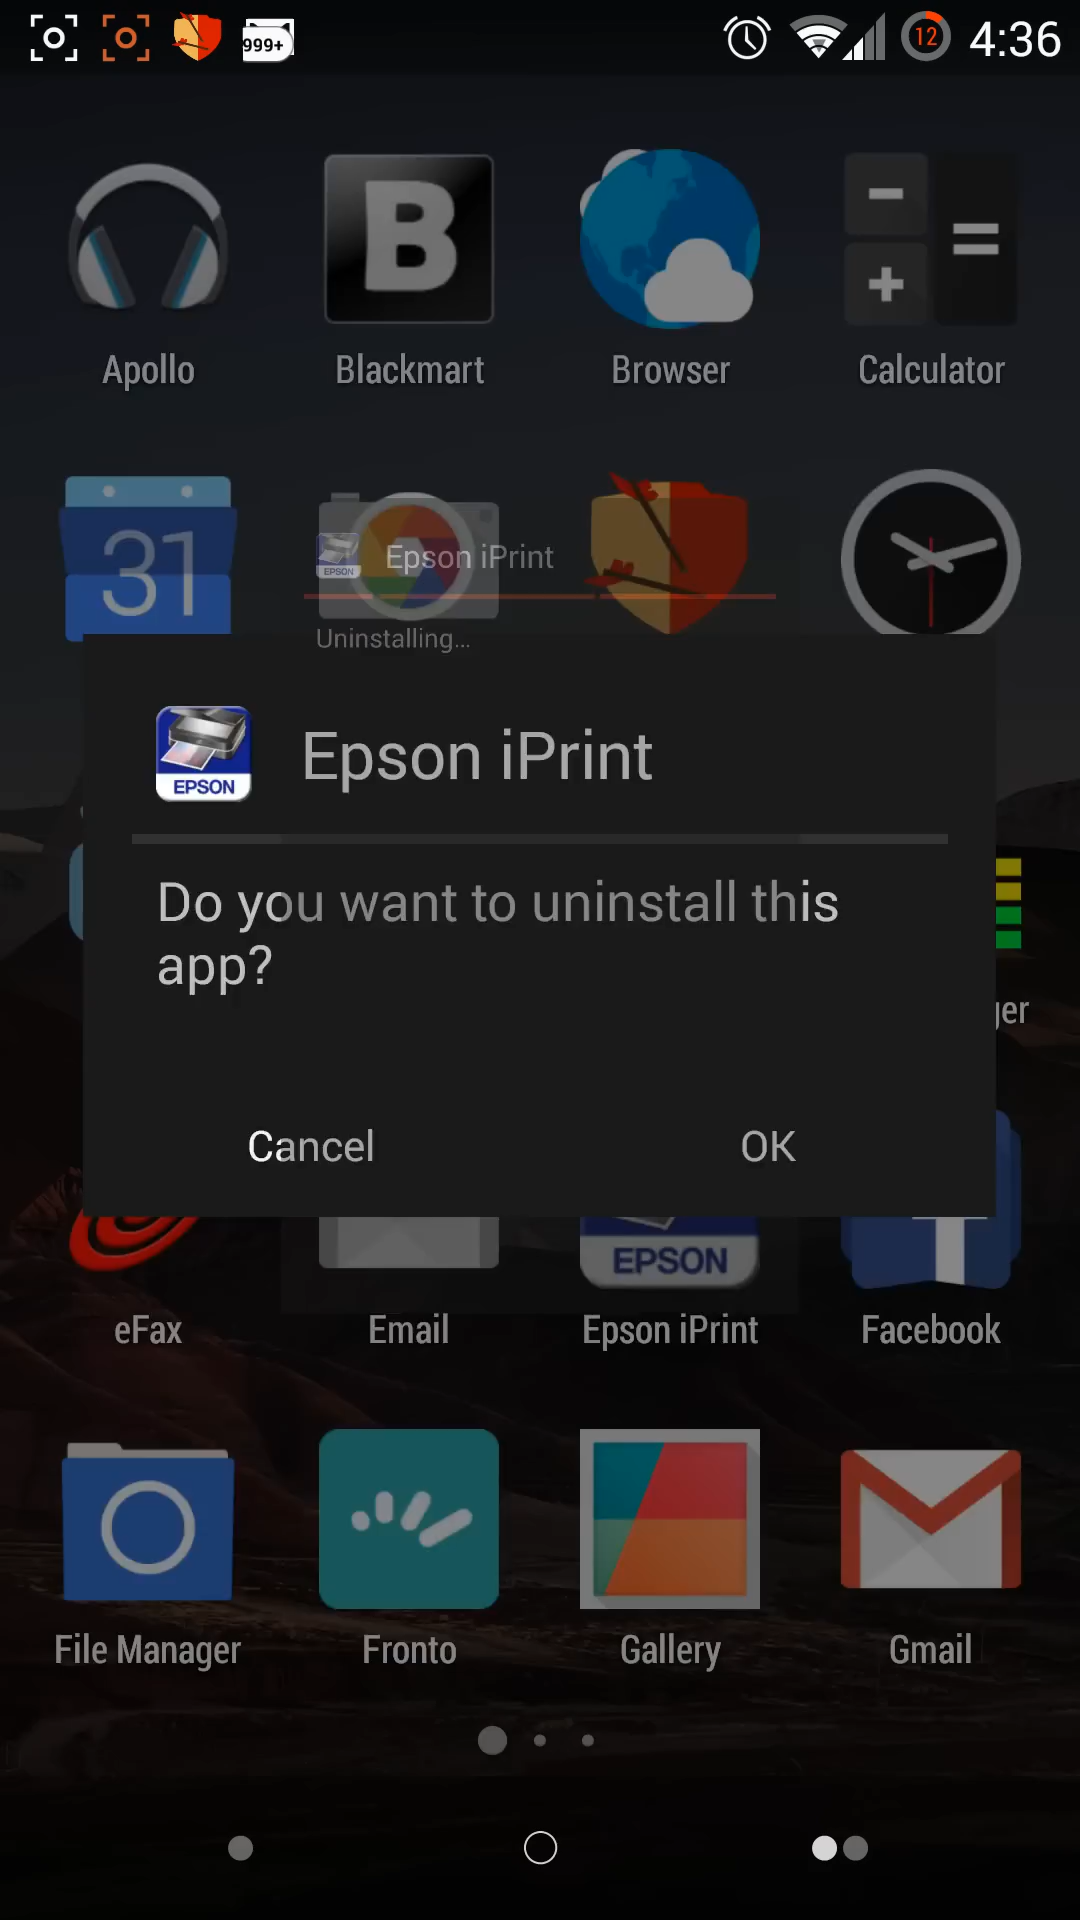 999+
12
4:36
B
Apollo
Blackmart
Browser
Calculator
31
EPSON
Epson iPrint
Uninstalling...
EPSON
Epson iPrint
Do you want to uninstall this
app?
ger
Cancel
OK
EPSON
eFax
Email
Epson iPrint
Facebook
File Manager
Fronto
Gallery
Gmail